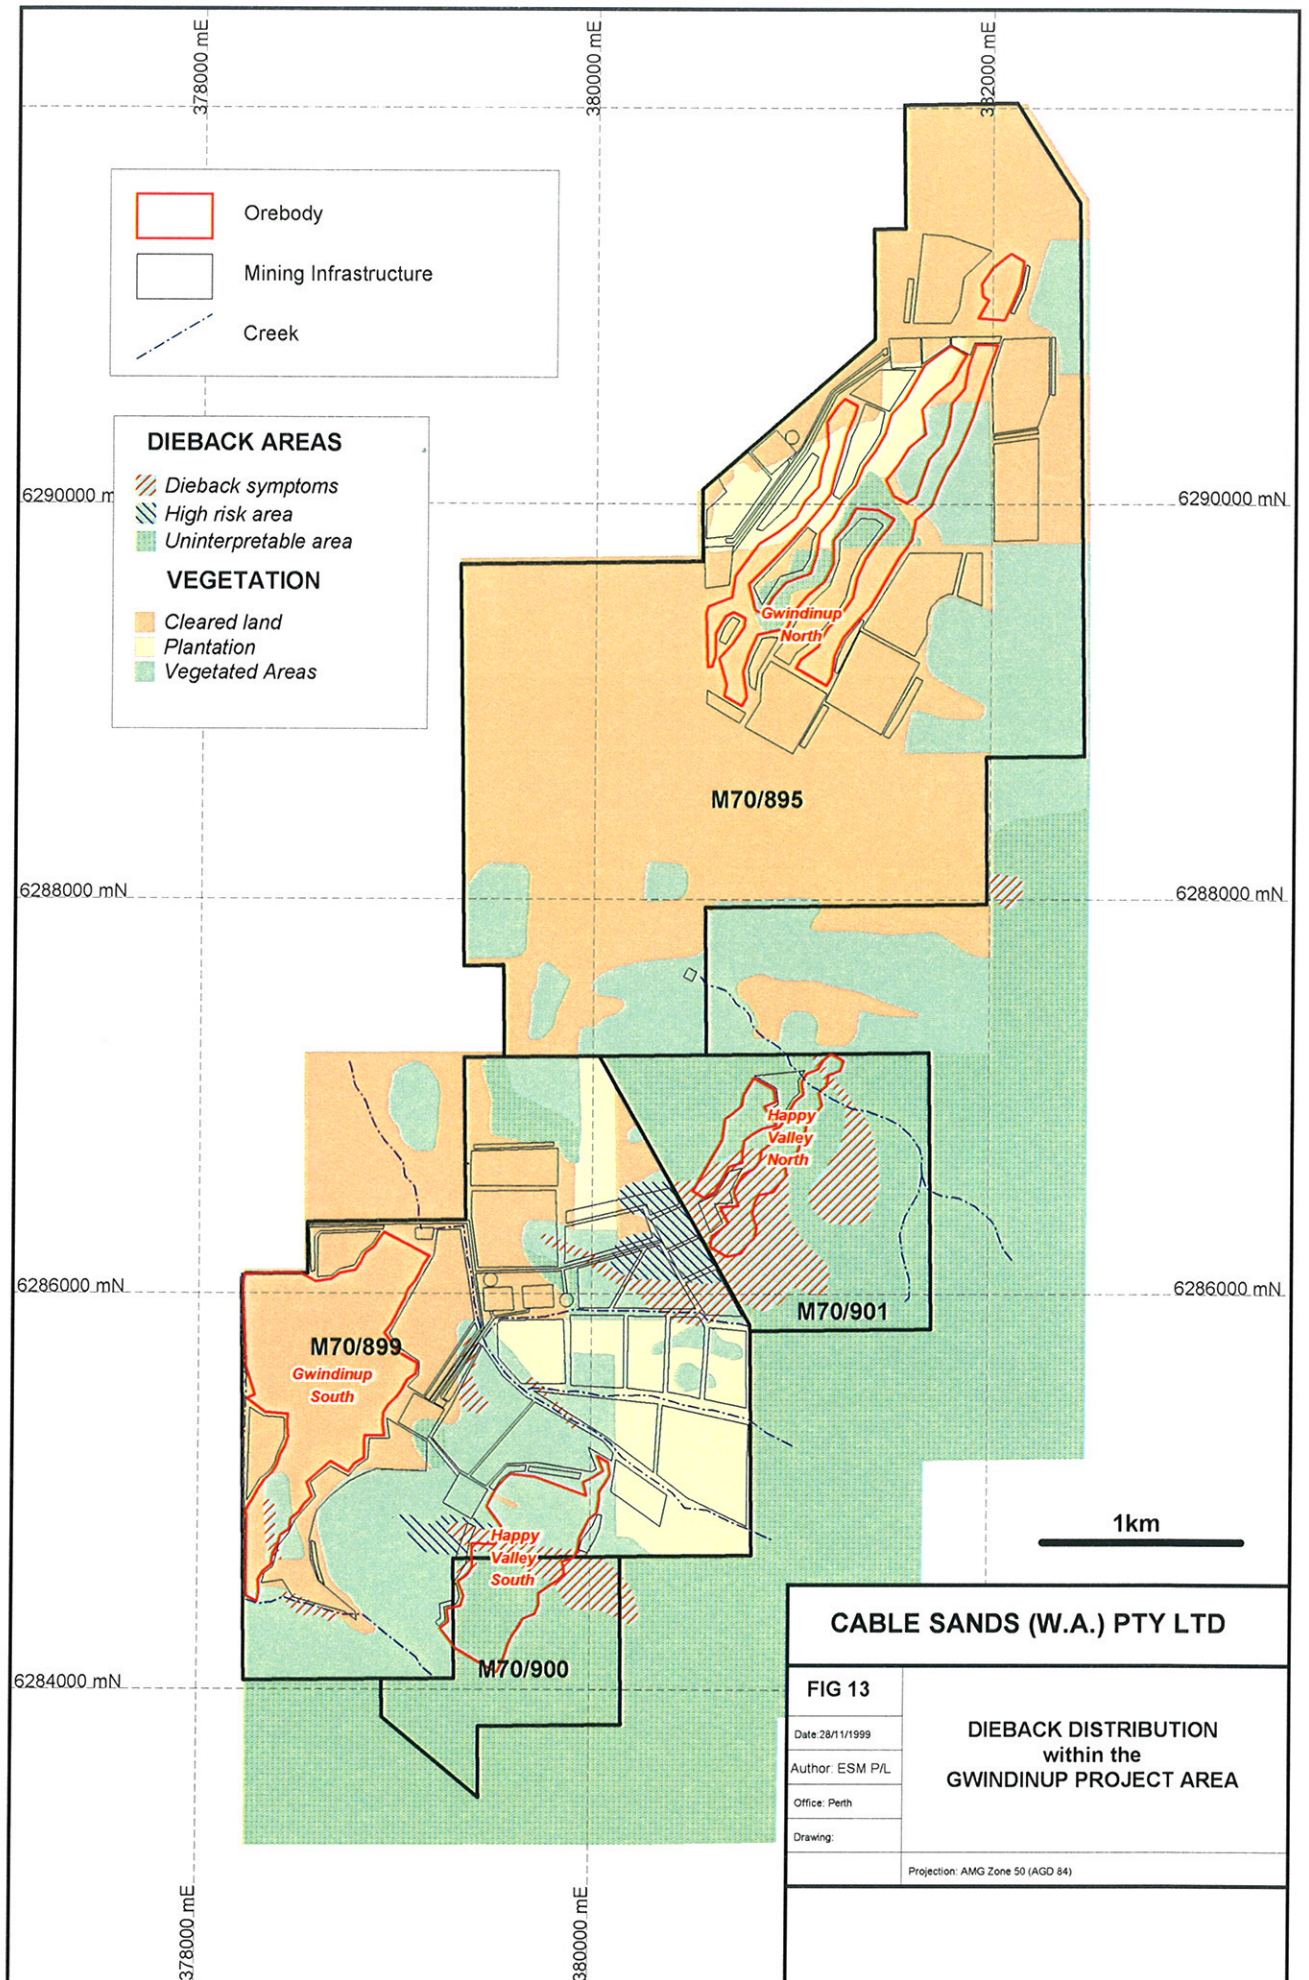 378000 mE
380000 mE
382000 mE
Orebody
Mining Infrastructure
Creek
DIEBACK AREAS
Dieback symptoms
High risk area
Uninterpretable area
VEGETATION
Cleared land
Plantation
Vegetated Areas
6290000 m
6290000 mN
Gwindinup
North
M70/895
6288000 mN
6288000 mN
Happy
Valley
North
6286000 mN
6286000 mN
M70/901
M70/899
Gwindinup
South
Happy
Valley
South
M70/900
6284000 mN
1km
CABLE SANDS (W.A.) PTY LTD
FIG 13
Date:28/11/1999
Author: ESM P/L
Office: Perth
Drawing:
DIEBACK DISTRIBUTION
within the
GWINDINUP PROJECT AREA
Projection: AMG Zone 50 (AGD 84)
378000 mE
380000 mE